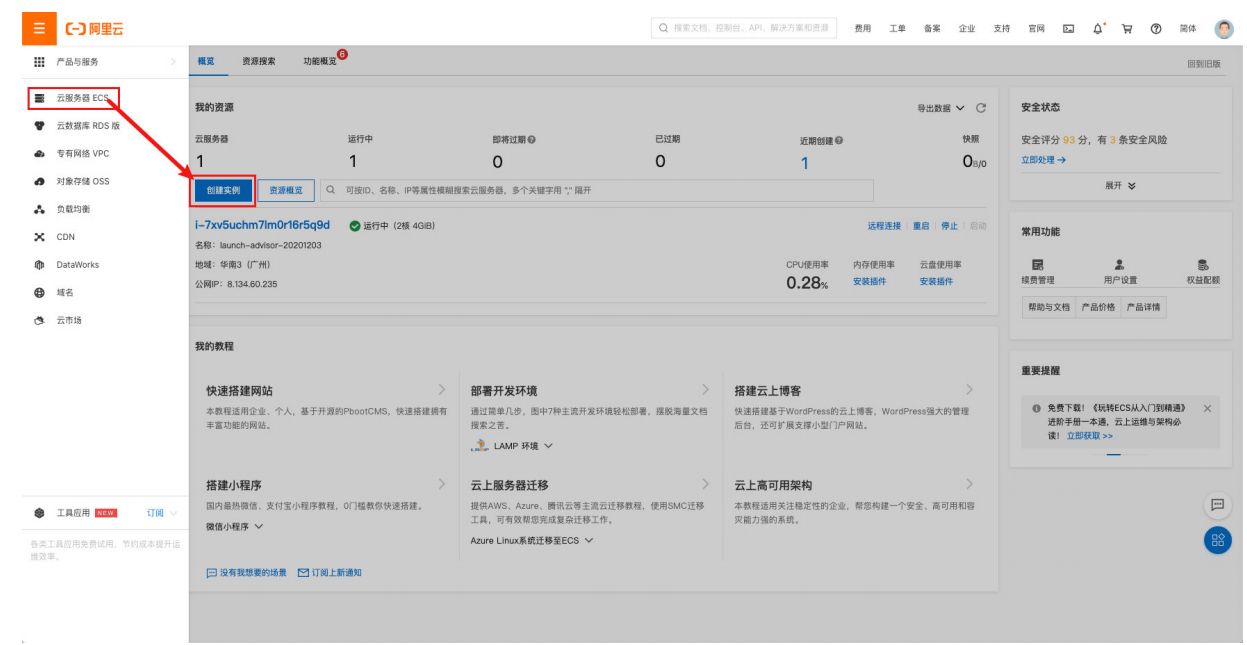 (-) 阿里云
搜索文档、控制台、API、解决方案和资源
费用 工单 备案 企业 支持 官网 简体
产品与服务
概览 资源搜索 功能概览 6
回到旧版
云服务器 ECS
云数据库 RDS 版
专有网络 VPC
对象存储 OSS
负载均衡
CDN
DataWorks
域名
云市场
我的资源
导出数据
云服务器 运行中 即将过期 已过期 近期创建 快照
1 1 0 0 1 0B/0
创建实例 资源概览 可按ID、名称、IP等属性模糊搜索云服务器，多个关键字用 "," 隔开
i-7xv5uchm7lm0r16r5q9d 运行中 (2核 4GiB)
远程连接 重启 停止 启动
名称：launch-advisor-20201203
地域：华南3（广州）
公网IP：8.134.60.235
CPU使用率 内存使用率 云盘使用率
0.28% 安装插件 安装插件
安全状态
安全评分 93 分，有 3 条安全风险
立即处理 →
展开
常用功能
续费管理 用户设置 权益配额
帮助与文档 产品价格 产品详情
重要提醒
免费下载！《玩转ECS从入门到精通》
进阶手册一本通，云上运维与架构必
读！ 立即获取 >>
我的教程
快速搭建网站
本教程适用企业、个人，基于开源的PbootCMS，快速搭建拥有
丰富功能的网站。
部署开发环境
通过简单几步，图中7种主流开发环境轻松部署，摆脱海量文档
搜索之苦。
LAMP 环境
搭建云上博客
快速搭建基于WordPress的云上博客，WordPress强大的管理
后台，还可扩展支撑小型门户网站。
搭建小程序
国内最热微信、支付宝小程序教程，0门槛教你快速搭建。
微信小程序
云上服务器迁移
提供AWS、Azure、腾讯云等主流云迁移教程，使用SMC迁移
工具，可有效帮您完成复杂迁移工作。
Azure Linux系统迁移至ECS
云上高可用架构
本教程适用关注稳定性的企业，帮您构建一个安全、高可用和容
灾能力强的系统。
没有我想要的场景 订阅上新通知
工具应用 NEW 订阅
各类工具应用免费试用，节约成本提升运
维效率。